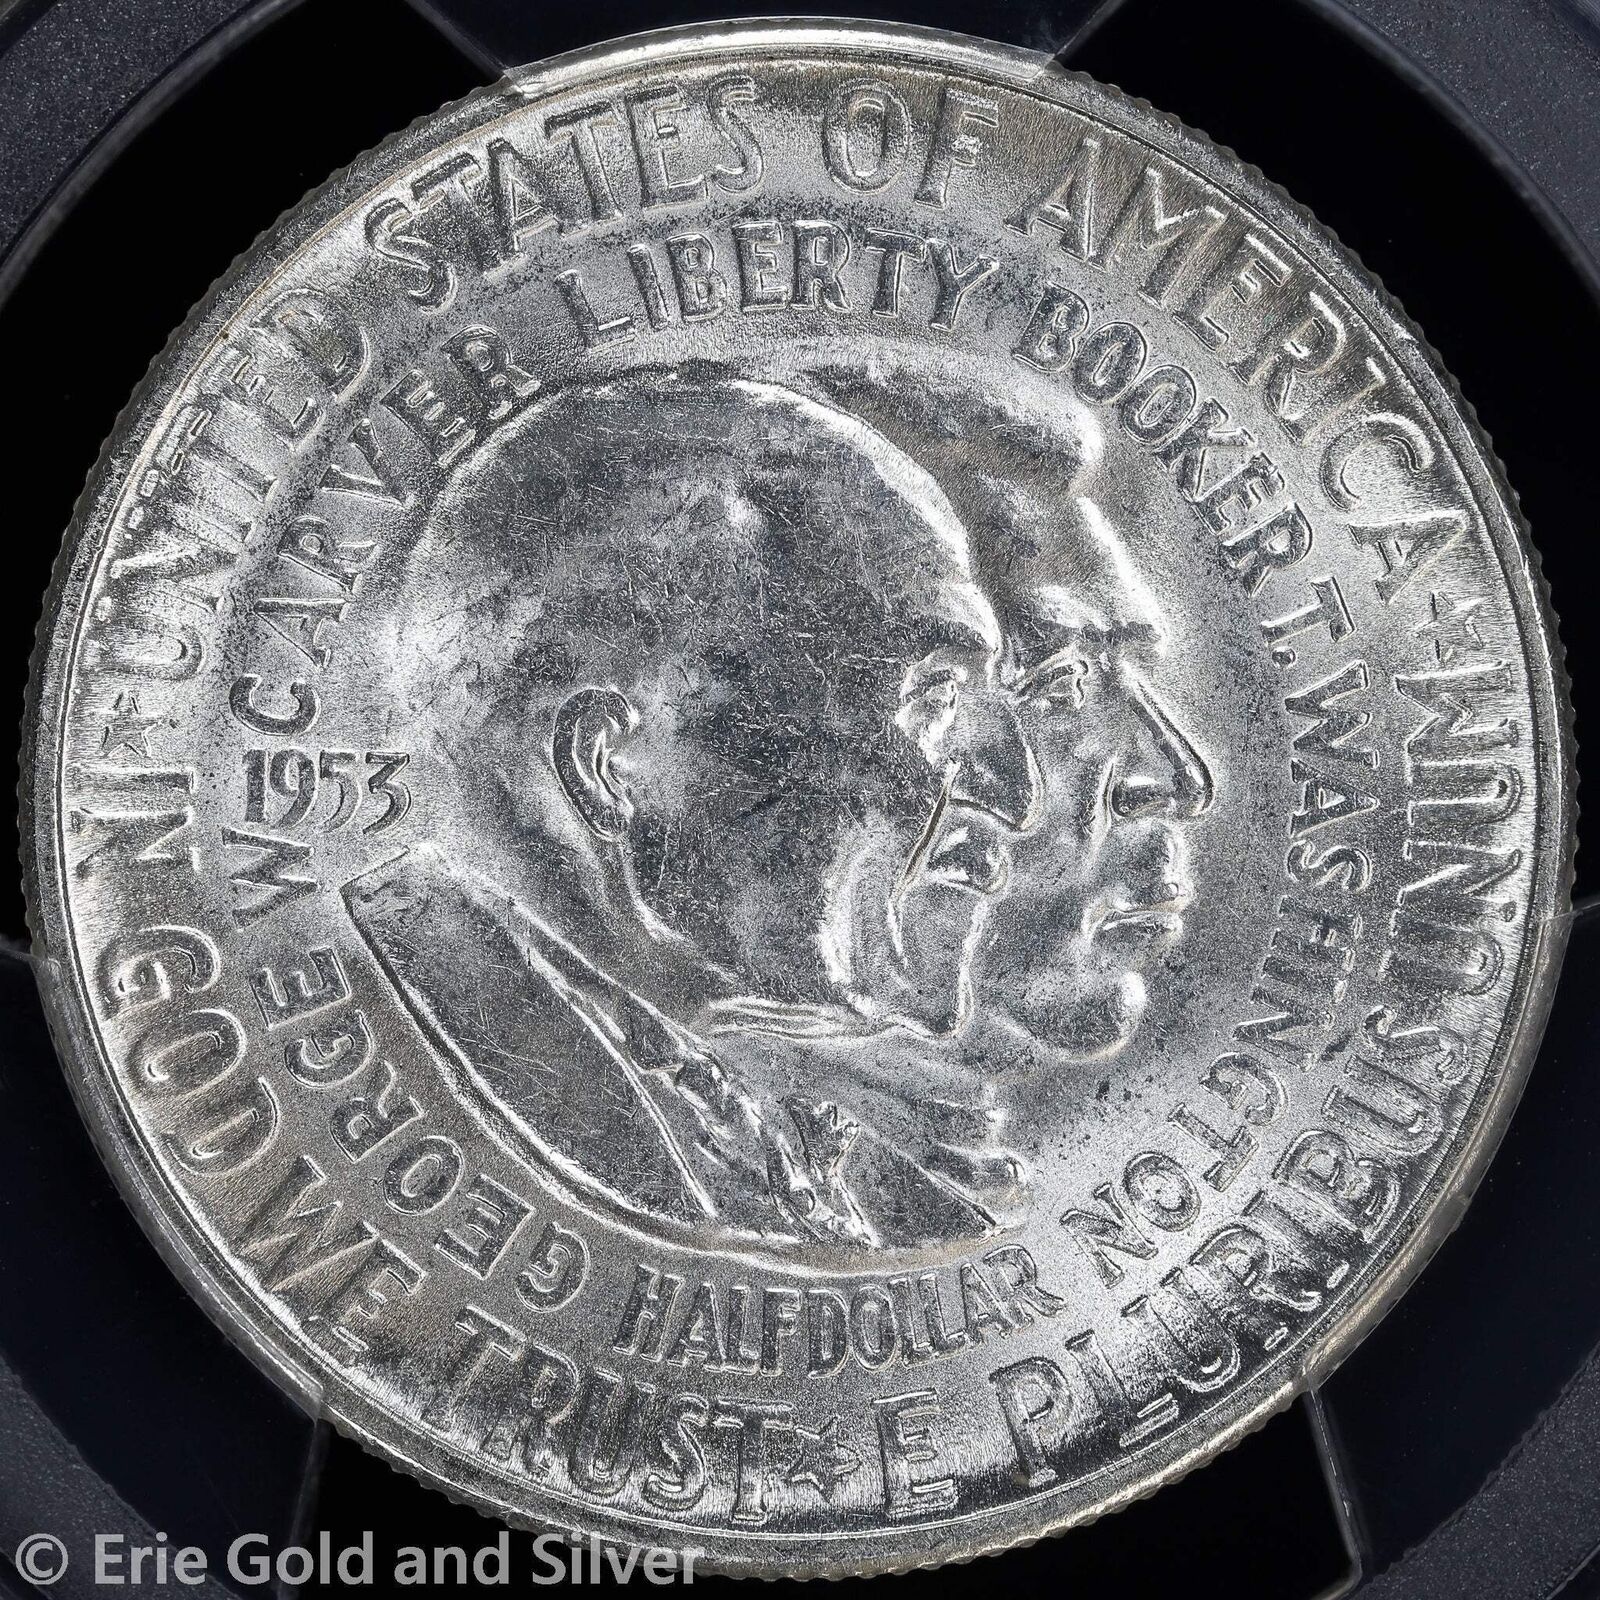 ★ UNITED STATES OF AMERICA ★ UNUM PLURIBUS E ★ TRUST WE GOD IN
GEORGE W CARVER LIBERTY BOOKER T. WASHINGTON
1953
HALF DOLLAR
© Erie Gold and Silver